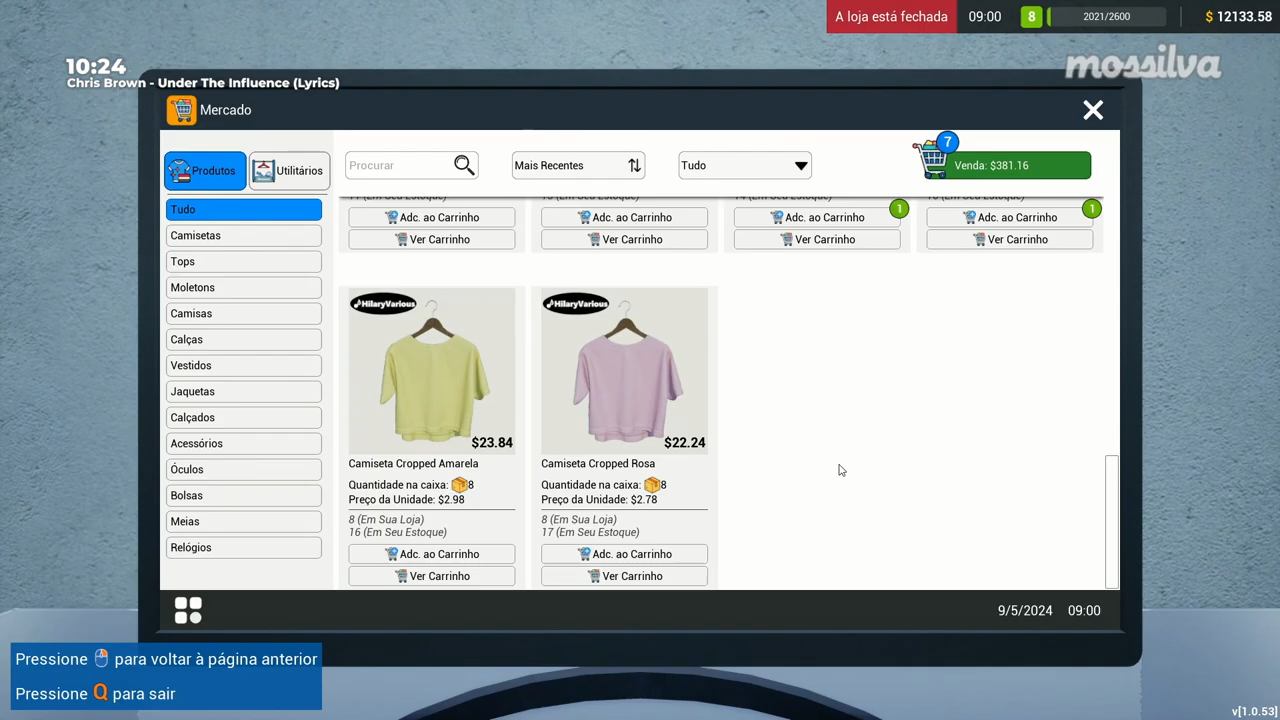 A loja está fechada
09:00
8
2021/2600
$ 12133.58
10:24
Chris Brown - Under The Influence (Lyrics)
mossilva
Mercado
Produtos
Utilitários
Procurar
Mais Recentes
Tudo
7
Venda: $381.16
Tudo
Camisetas
Tops
Moletons
Camisas
Calças
Vestidos
Jaquetas
Calçados
Acessórios
Óculos
Bolsas
Meias
Relógios
Adc. ao Carrinho
Ver Carrinho
Adc. ao Carrinho
Ver Carrinho
1
Adc. ao Carrinho
Ver Carrinho
1
Adc. ao Carrinho
Ver Carrinho
HilaryVarious
$23.84
Camiseta Cropped Amarela
Quantidade na caixa: 8
Preço da Unidade: $2.98
8 (Em Sua Loja)
16 (Em Seu Estoque)
Adc. ao Carrinho
Ver Carrinho
HilaryVarious
$22.24
Camiseta Cropped Rosa
Quantidade na caixa: 8
Preço da Unidade: $2.78
8 (Em Sua Loja)
17 (Em Seu Estoque)
Adc. ao Carrinho
Ver Carrinho
9/5/2024 09:00
Pressione para voltar à página anterior
Pressione Q para sair
v[1.0.53]